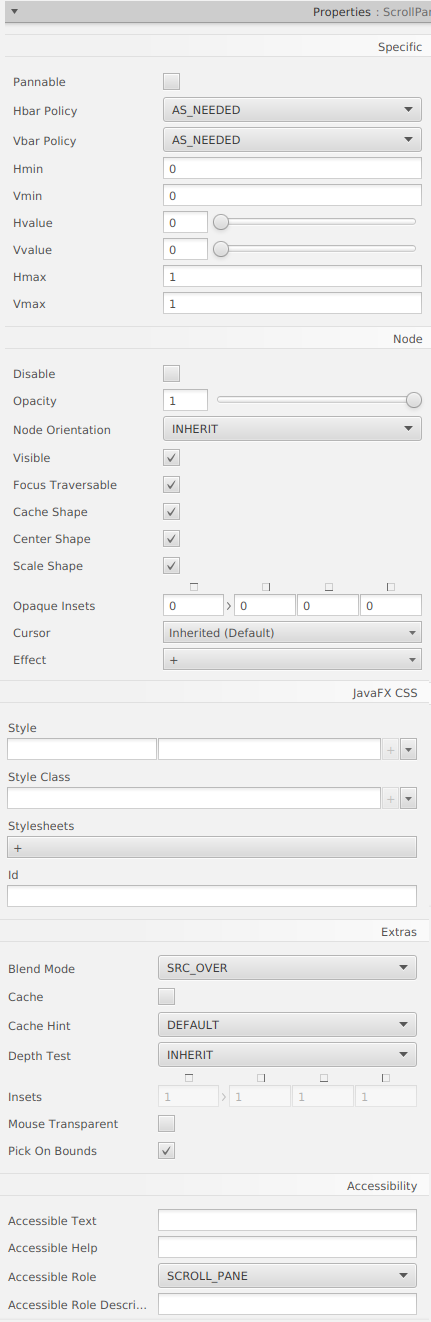 Properties : ScrollPa
Specific
Pannable
Hbar Policy AS_NEEDED
Vbar Policy AS_NEEDED
Hmin 0
Vmin 0
Hvalue 0
Vvalue 0
Hmax 1
Vmax 1
Node
Disable
Opacity 1
Node Orientation INHERIT
Visible
Focus Traversable
Cache Shape
Center Shape
Scale Shape
Opaque Insets 0 > 0 0 0
Cursor Inherited (Default)
Effect +
JavaFX CSS
Style
+
Style Class
+
Stylesheets
+
Id
Extras
Blend Mode SRC_OVER
Cache
Cache Hint DEFAULT
Depth Test INHERIT
Insets 1 > 1 1 1
Mouse Transparent
Pick On Bounds
Accessibility
Accessible Text
Accessible Help
Accessible Role SCROLL_PANE
Accessible Role Descri...